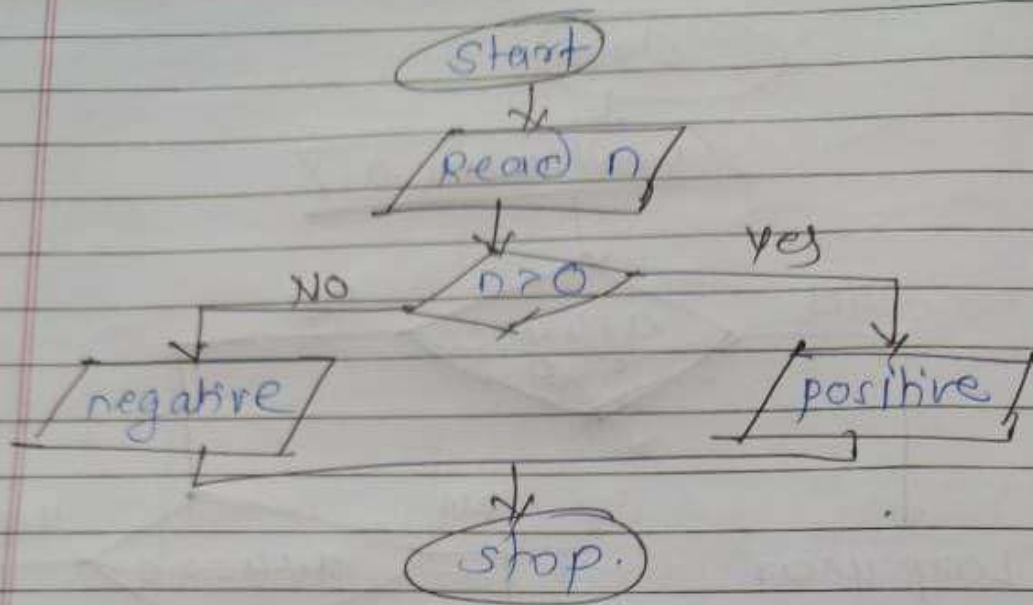 Start
Read n
n>0
NO
yes
negative
positive
stop.